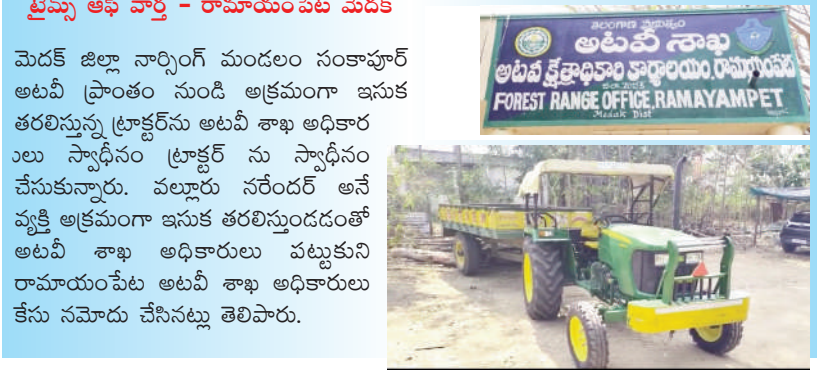 టైమ్స్ ఆఫ్ వార్త – రామాయంపేట మెదక్
మెదక్ జిల్లా నార్సింగ్ మండలం సంకాపూర్
అటవీ ప్రాంతం నుండి అక్రమంగా ఇసుక
తరలిస్తున్న ట్రాక్టర్‌ను అటవీ శాఖ అధికార
ులు స్వాధీనం ట్రాక్టర్ ను స్వాధీనం
చేసుకున్నారు. వల్లూరు నరేందర్ అనే
వ్యక్తి అక్రమంగా ఇసుక తరలిస్తుండడంతో
అటవీ శాఖ అధికారులు పట్టుకుని
రామాయంపేట అటవీ శాఖ అధికారులు
కేసు నమోదు చేసినట్లు తెలిపారు.
తెలంగాణ ప్రభుత్వం
అటవీ శాఖ
అటవీ క్షేత్రాధికారి కార్యాలయం,రామాయంపేట
FOREST RANGE OFFICE,RAMAYAMPET
Medak Dist